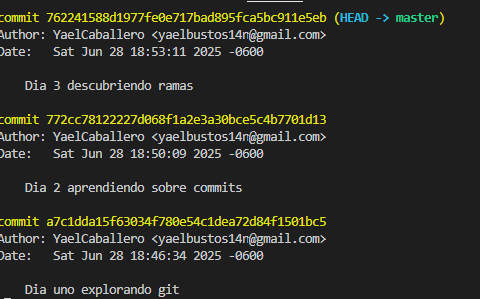 commit 762241588d1977fe0e717bad895fca5bc911e5eb (HEAD -> master)
Author: YaelCaballero <yaelbustos14n@gmail.com>
Date:   Sat Jun 28 18:53:11 2025 -0600
Dia 3 descubriendo ramas
commit 772cc78122227d068f1a2e3a30bce5c4b7701d13
Author: YaelCaballero <yaelbustos14n@gmail.com>
Date:   Sat Jun 28 18:50:09 2025 -0600
Dia 2 aprendiendo sobre commits
commit a7c1dda15f63034f780e54c1dea72d84f1501bc5
Author: YaelCaballero <yaelbustos14n@gmail.com>
Date:   Sat Jun 28 18:46:34 2025 -0600
Dia uno explorando git